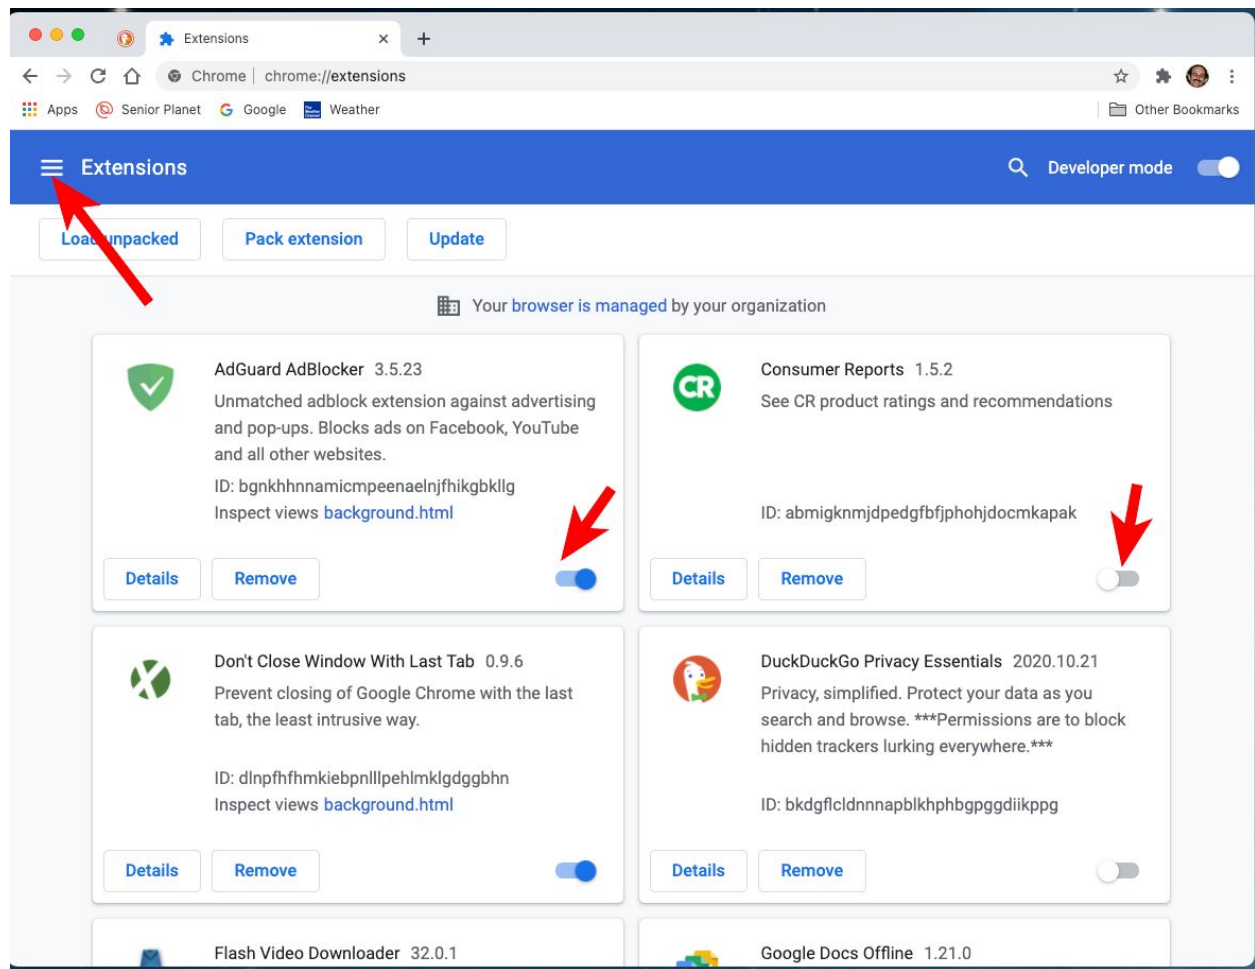 Extensions
Chrome | chrome://extensions
Apps Senior Planet Google Weather Other Bookmarks
Extensions Developer mode
Load unpacked Pack extension Update
Your browser is managed by your organization
AdGuard AdBlocker 3.5.23
Unmatched adblock extension against advertising
and pop-ups. Blocks ads on Facebook, YouTube
and all other websites.
ID: bgnkhhnnamicmpeenaelnjfhikgbkllg
Inspect views background.html
Details Remove
CR
Consumer Reports 1.5.2
See CR product ratings and recommendations
ID: abmigknmjdpedgfbfjphohjdocmkapak
Details Remove
Don't Close Window With Last Tab 0.9.6
Prevent closing of Google Chrome with the last
tab, the least intrusive way.
ID: dlnpfhfhmkiebpnlllpehlmklgdggbhn
Inspect views background.html
Details Remove
DuckDuckGo Privacy Essentials 2020.10.21
Privacy, simplified. Protect your data as you
search and browse. ***Permissions are to block
hidden trackers lurking everywhere.***
ID: bkdgflcldnnnapblkhphbgpggdiikppg
Details Remove
Flash Video Downloader 32.0.1
Google Docs Offline 1.21.0